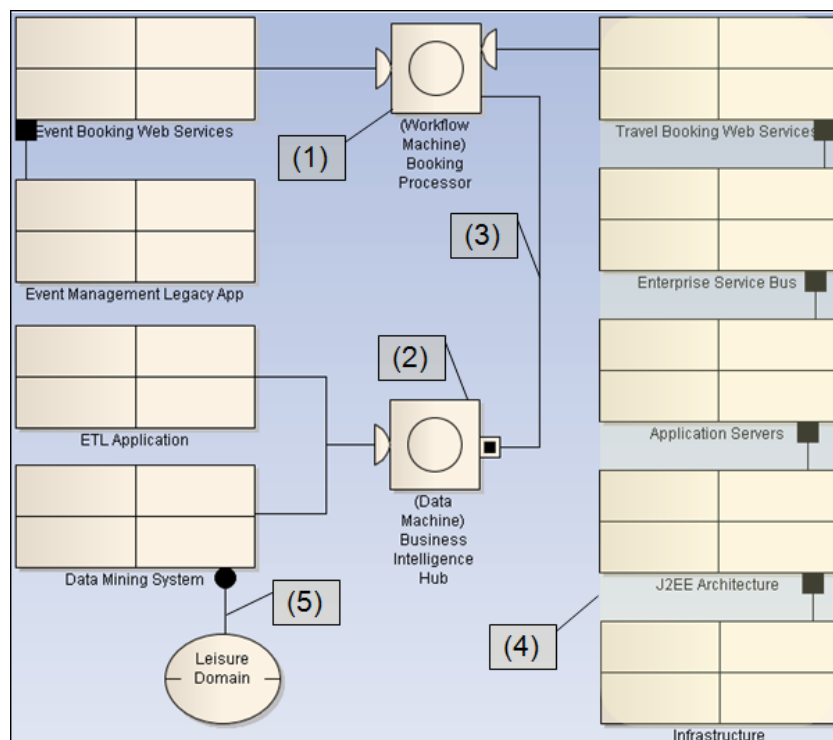 Event Booking Web Services
(1)
(Workflow
Machine)
Booking
Processor
Travel Booking Web Services
(3)
Event Management Legacy App
Enterprise Service Bus
(2)
ETL Application
Application Servers
(Data
Machine)
Business
Intelligence
Hub
Data Mining System
J2EE Architecture
(5)
(4)
Leisure
Domain
Infrastructure